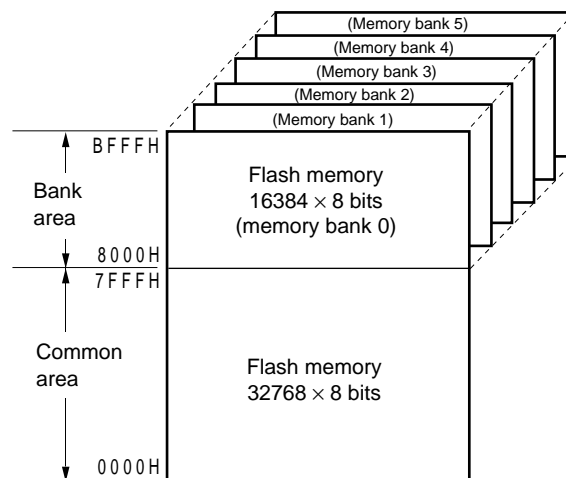 (Memory bank 5)
(Memory bank 4)
(Memory bank 3)
(Memory bank 2)
(Memory bank 1)
BFFFH
Flash memory
16384 × 8 bits
(memory bank 0)
Bank
area
8000H
7FFFH
Common
area
Flash memory
32768 × 8 bits
0000H